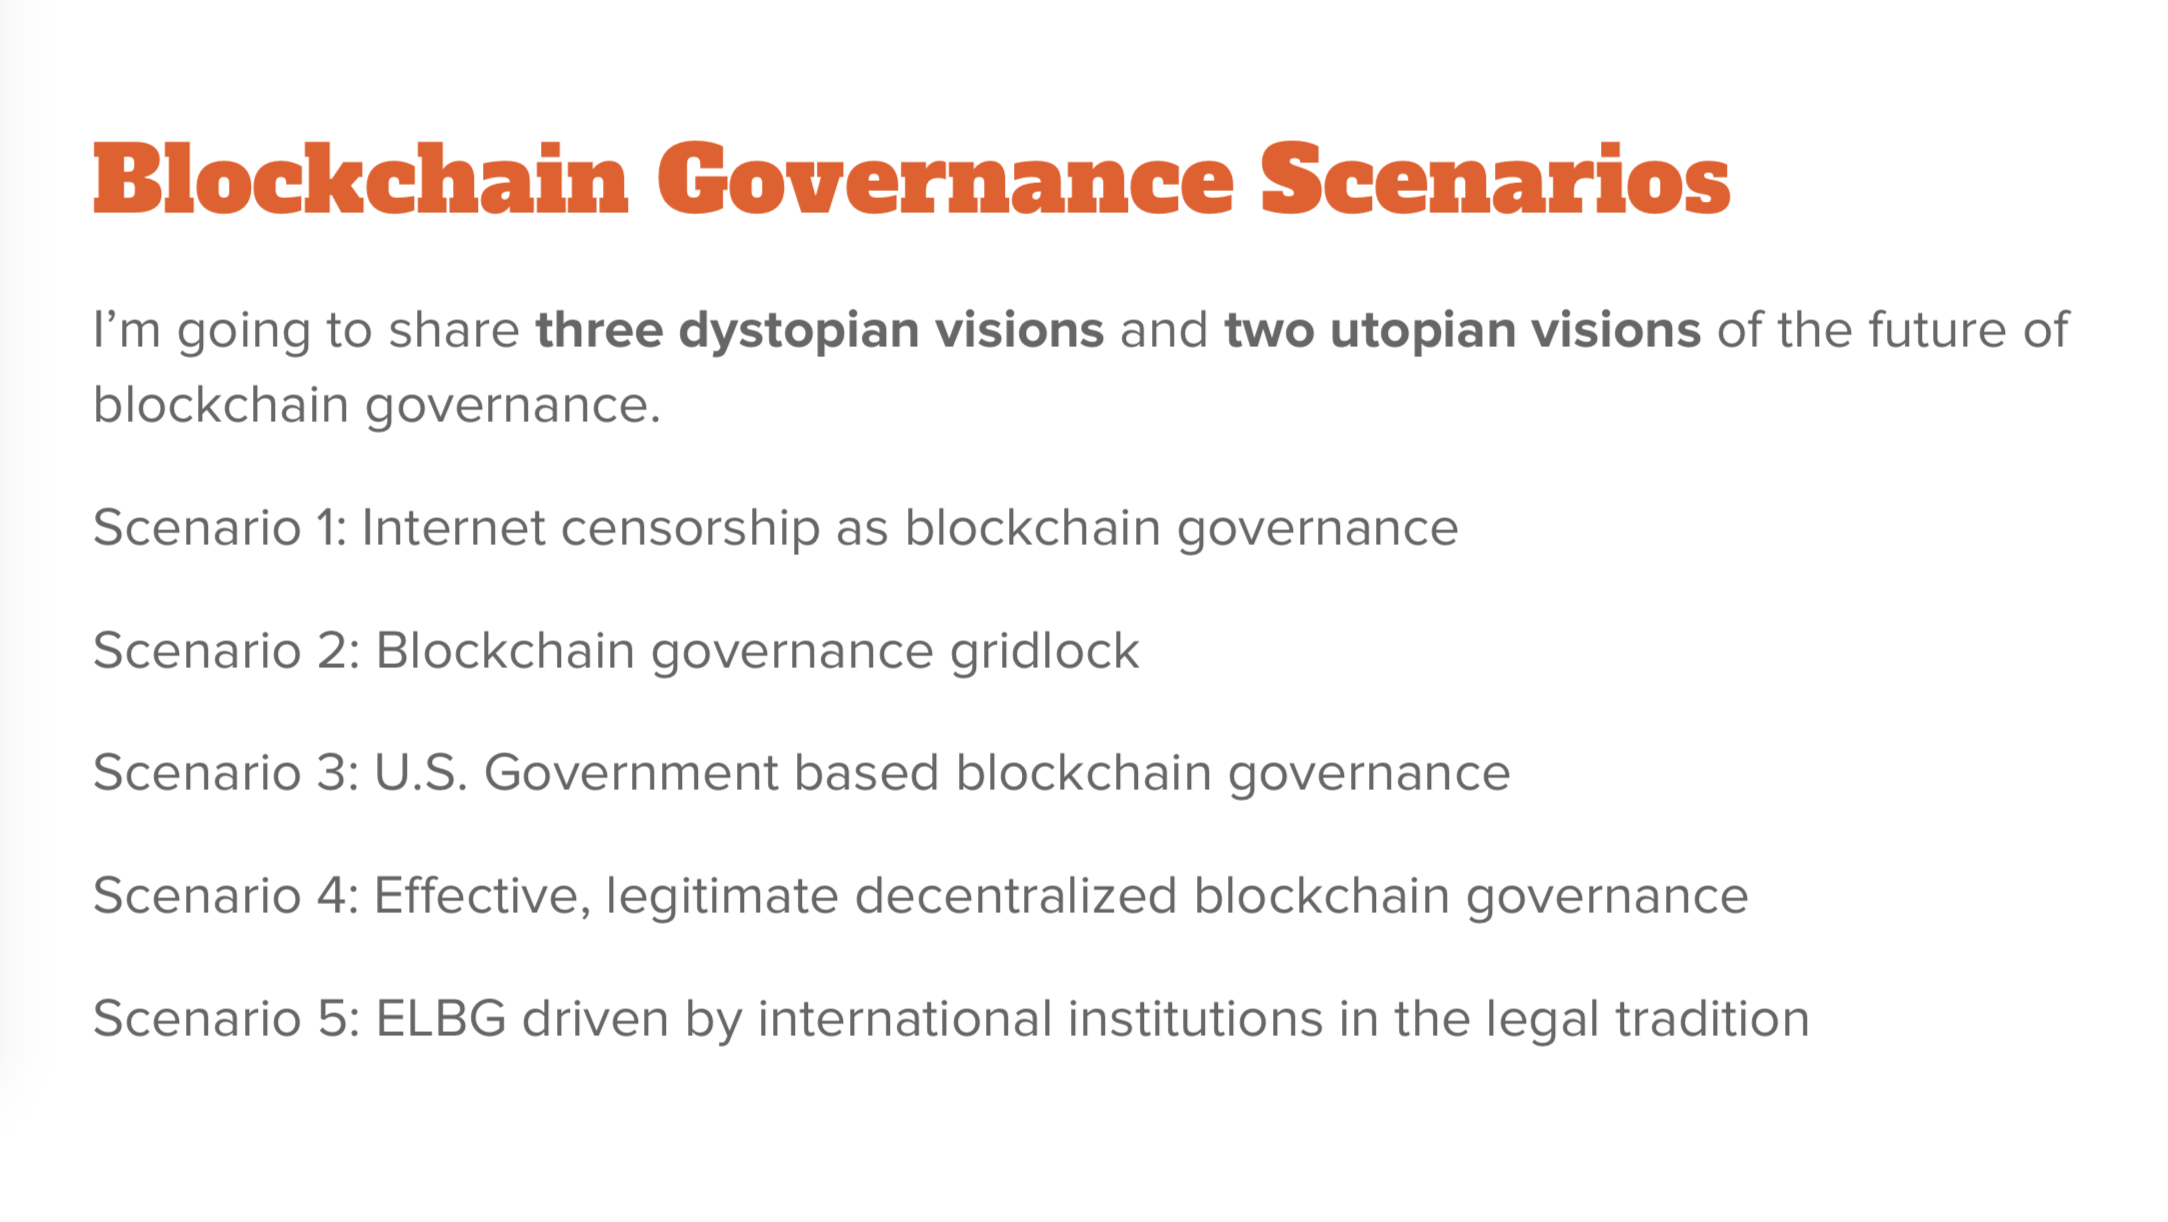 Blockchain Governance Scenarios
I’m going to share three dystopian visions and two utopian visions of the future of
blockchain governance.
Scenario 1: Internet censorship as blockchain governance
Scenario 2: Blockchain governance gridlock
Scenario 3: U.S. Government based blockchain governance
Scenario 4: Effective, legitimate decentralized blockchain governance
Scenario 5: ELBG driven by international institutions in the legal tradition